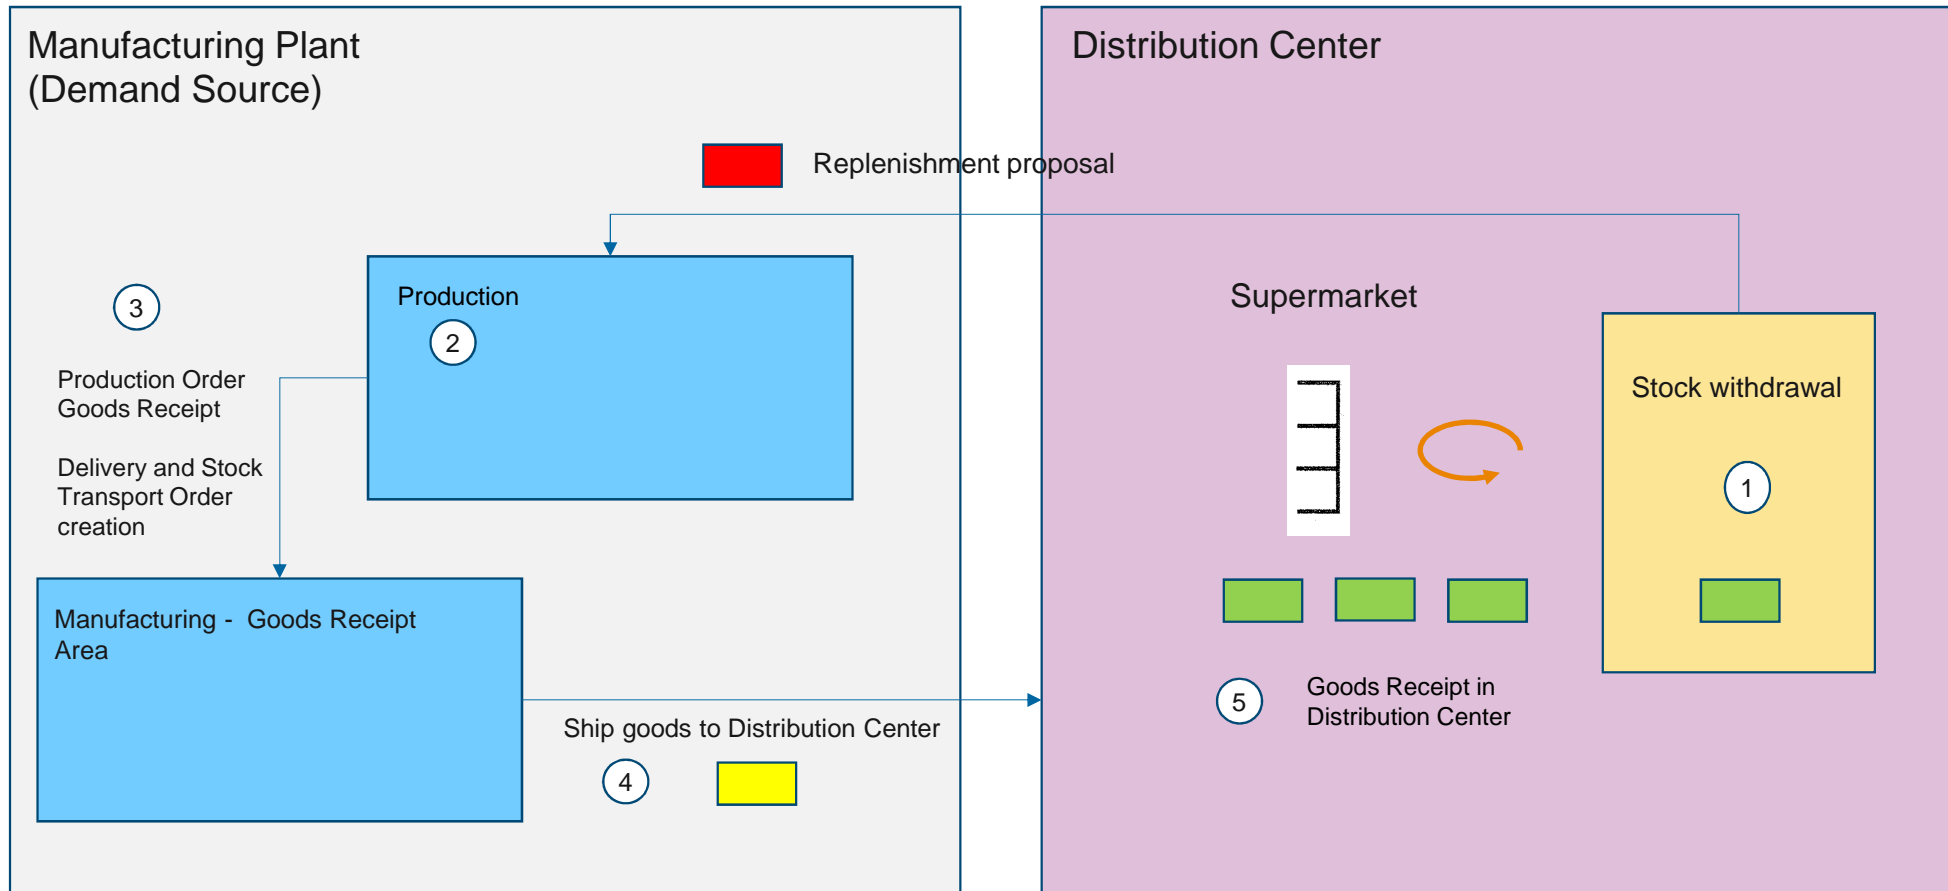 Manufacturing Plant
(Demand Source)
Distribution Center
Replenishment proposal
3
Production
2
Production Order
Goods Receipt
Delivery and Stock
Transport Order
creation
Manufacturing -  Goods Receipt
Area
Ship goods to Distribution Center
4
Supermarket
Stock withdrawal
1
5
Goods Receipt in
Distribution Center